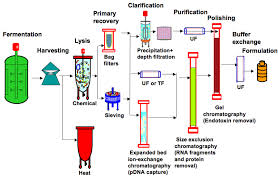 Clarification
Purification
Polishing
Primary
recovery
Fermentation
Harvesting
Lysis
Bag
filters
Precipitation+
depth filtration
UF
Buffer
exchange
Formulation
UF
Chemical
Sieving
UF or TF
Gel
chromatography
(Endotoxin removal)
Heat
Expanded bed
ion-exchange
chromatography
(pDNA capture)
Size exclusion
chromatography
(RNA fragments
and protein
removal)